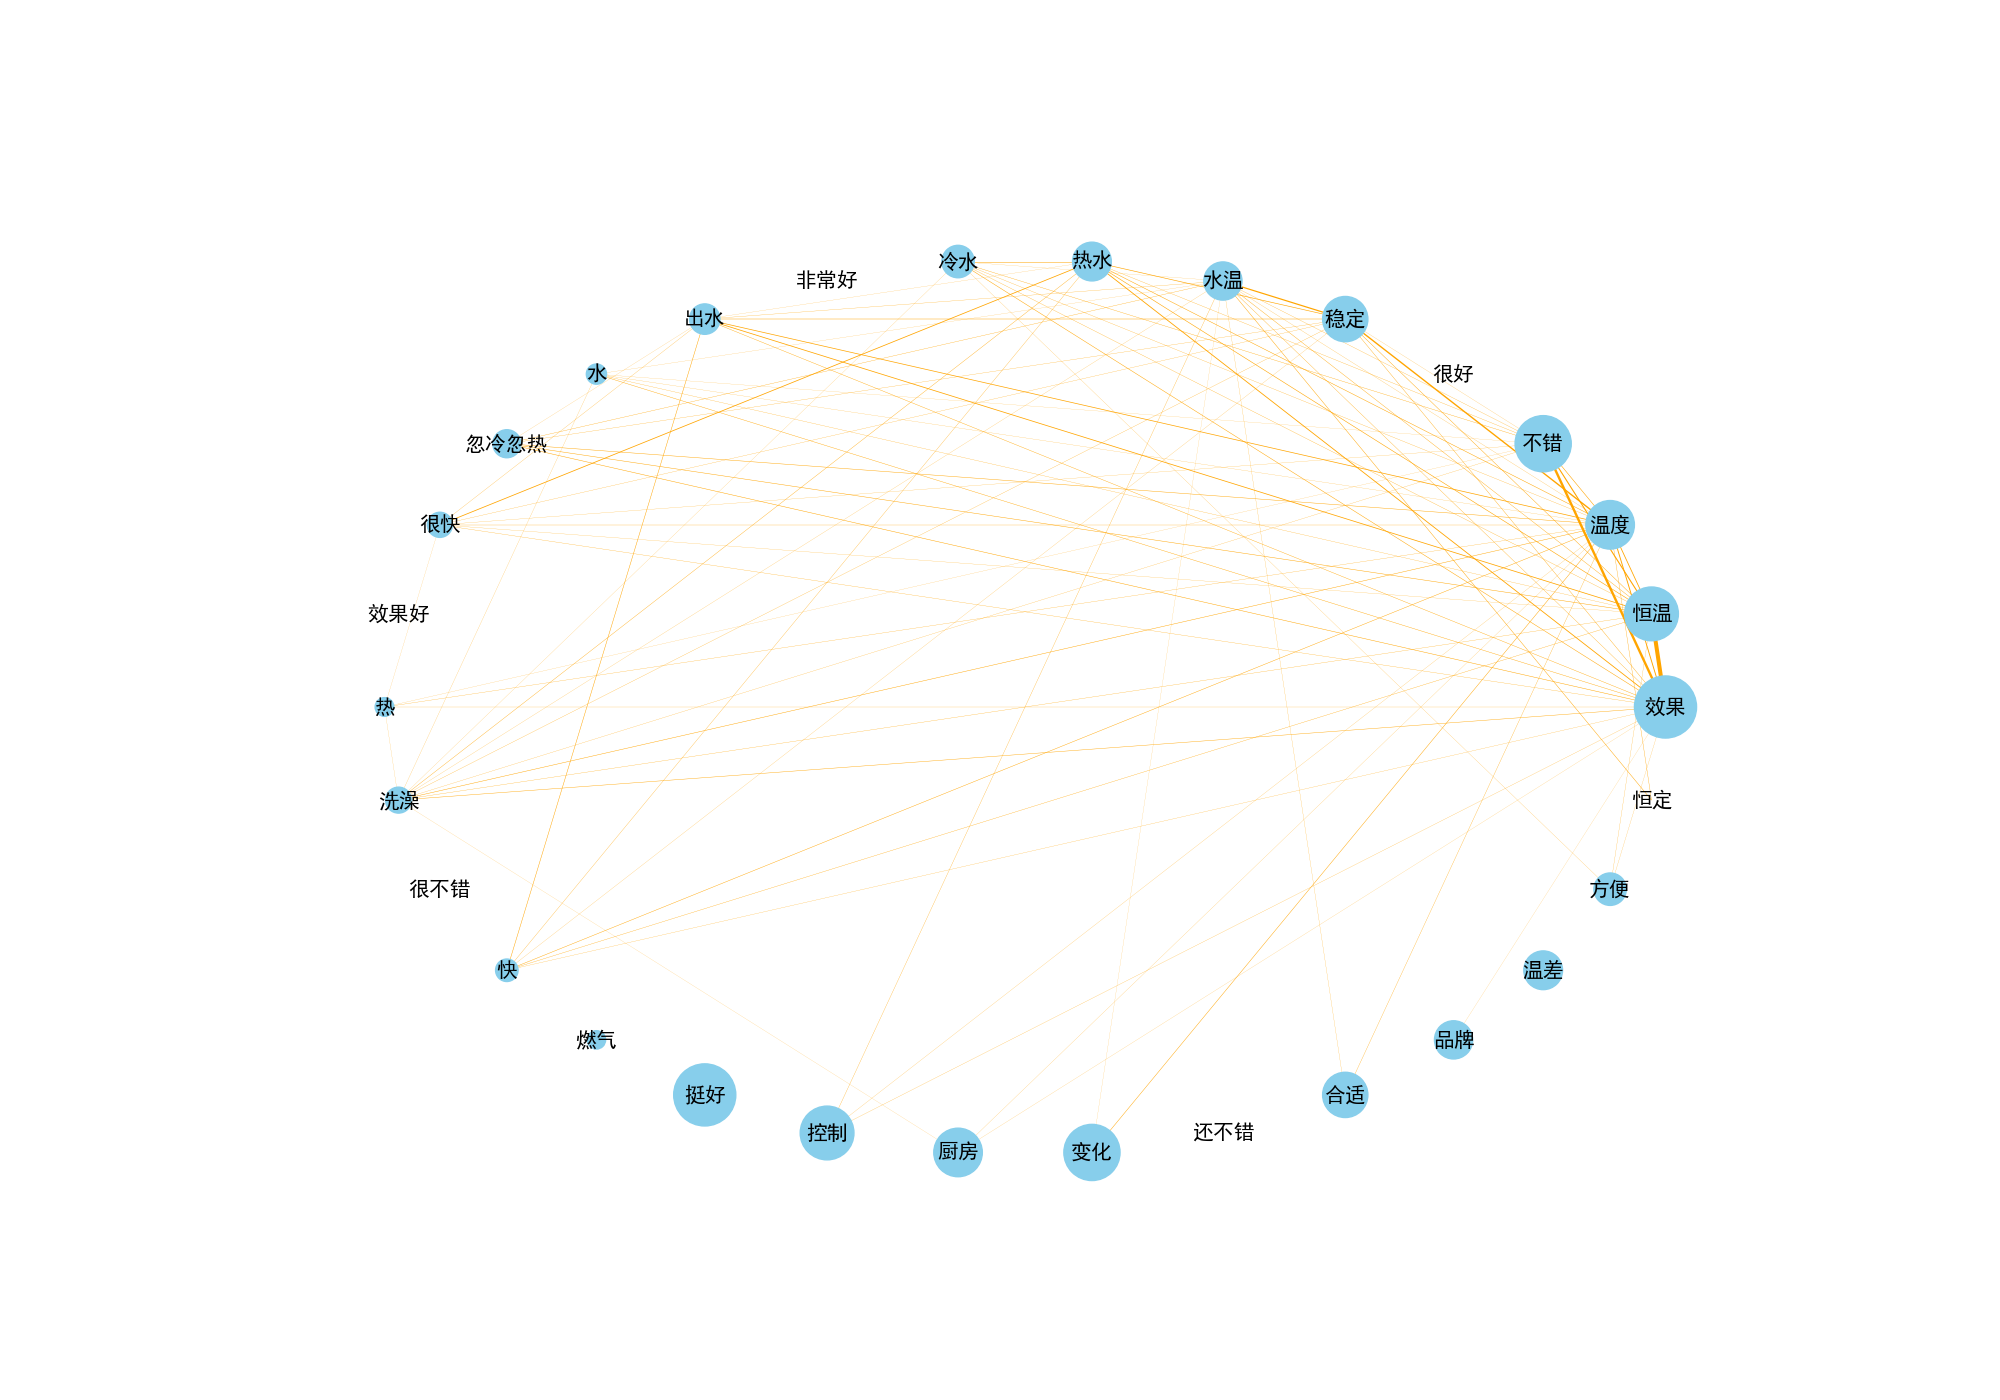 冷水
热水
水温
非常好
出水
稳定
水
很好
忽冷忽热
不错
很快
温度
效果好
恒温
热
效果
洗澡
恒定
很不错
方便
快
温差
燃气
品牌
挺好
合适
控制
还不错
厨房
变化